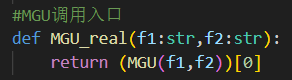 #MGU调用入口
def MGU_real(f1:str,f2:str):
    return (MGU(f1,f2))[0]